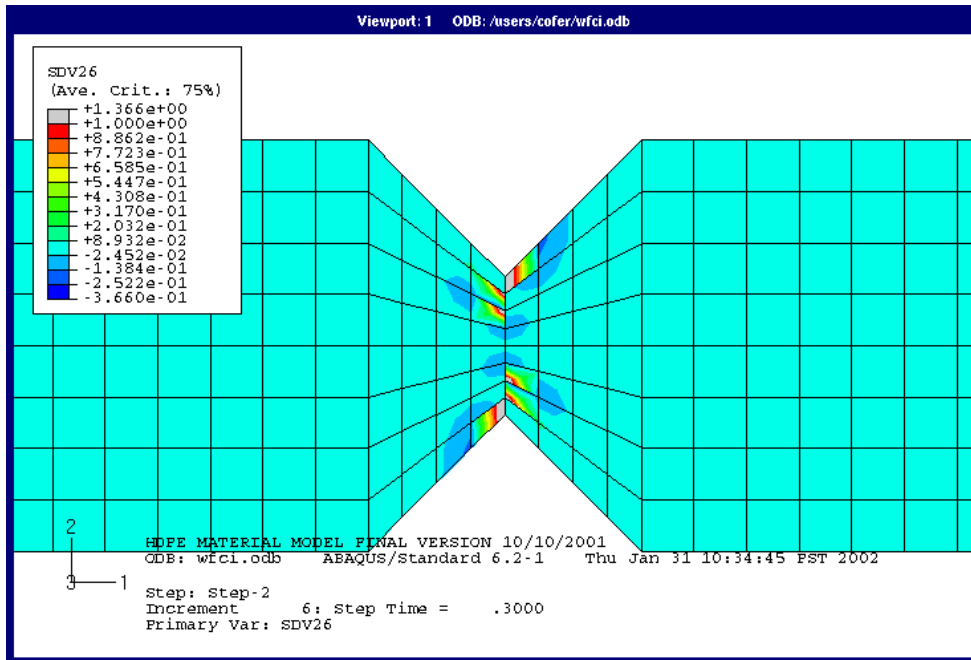 Viewport: 1 ODB: /users/cofer/wfci.odb
SDV26
(Ave. Crit.: 75%)
+1.366e+00
+1.000e+00
+8.862e-01
+7.723e-01
+6.585e-01
+5.447e-01
+4.308e-01
+3.170e-01
+2.032e-01
+8.932e-02
-2.452e-02
-1.384e-01
-2.522e-01
-3.660e-01
2
3
1
HDPE MATERIAL MODEL FINAL VERSION 10/10/2001
ODB: wfci.odb ABAQUS/Standard 6.2-1 Thu Jan 31 10:34:45 PST 2002
Step: Step-2
Increment 6: Step Time = .3000
Primary Var: SDV26